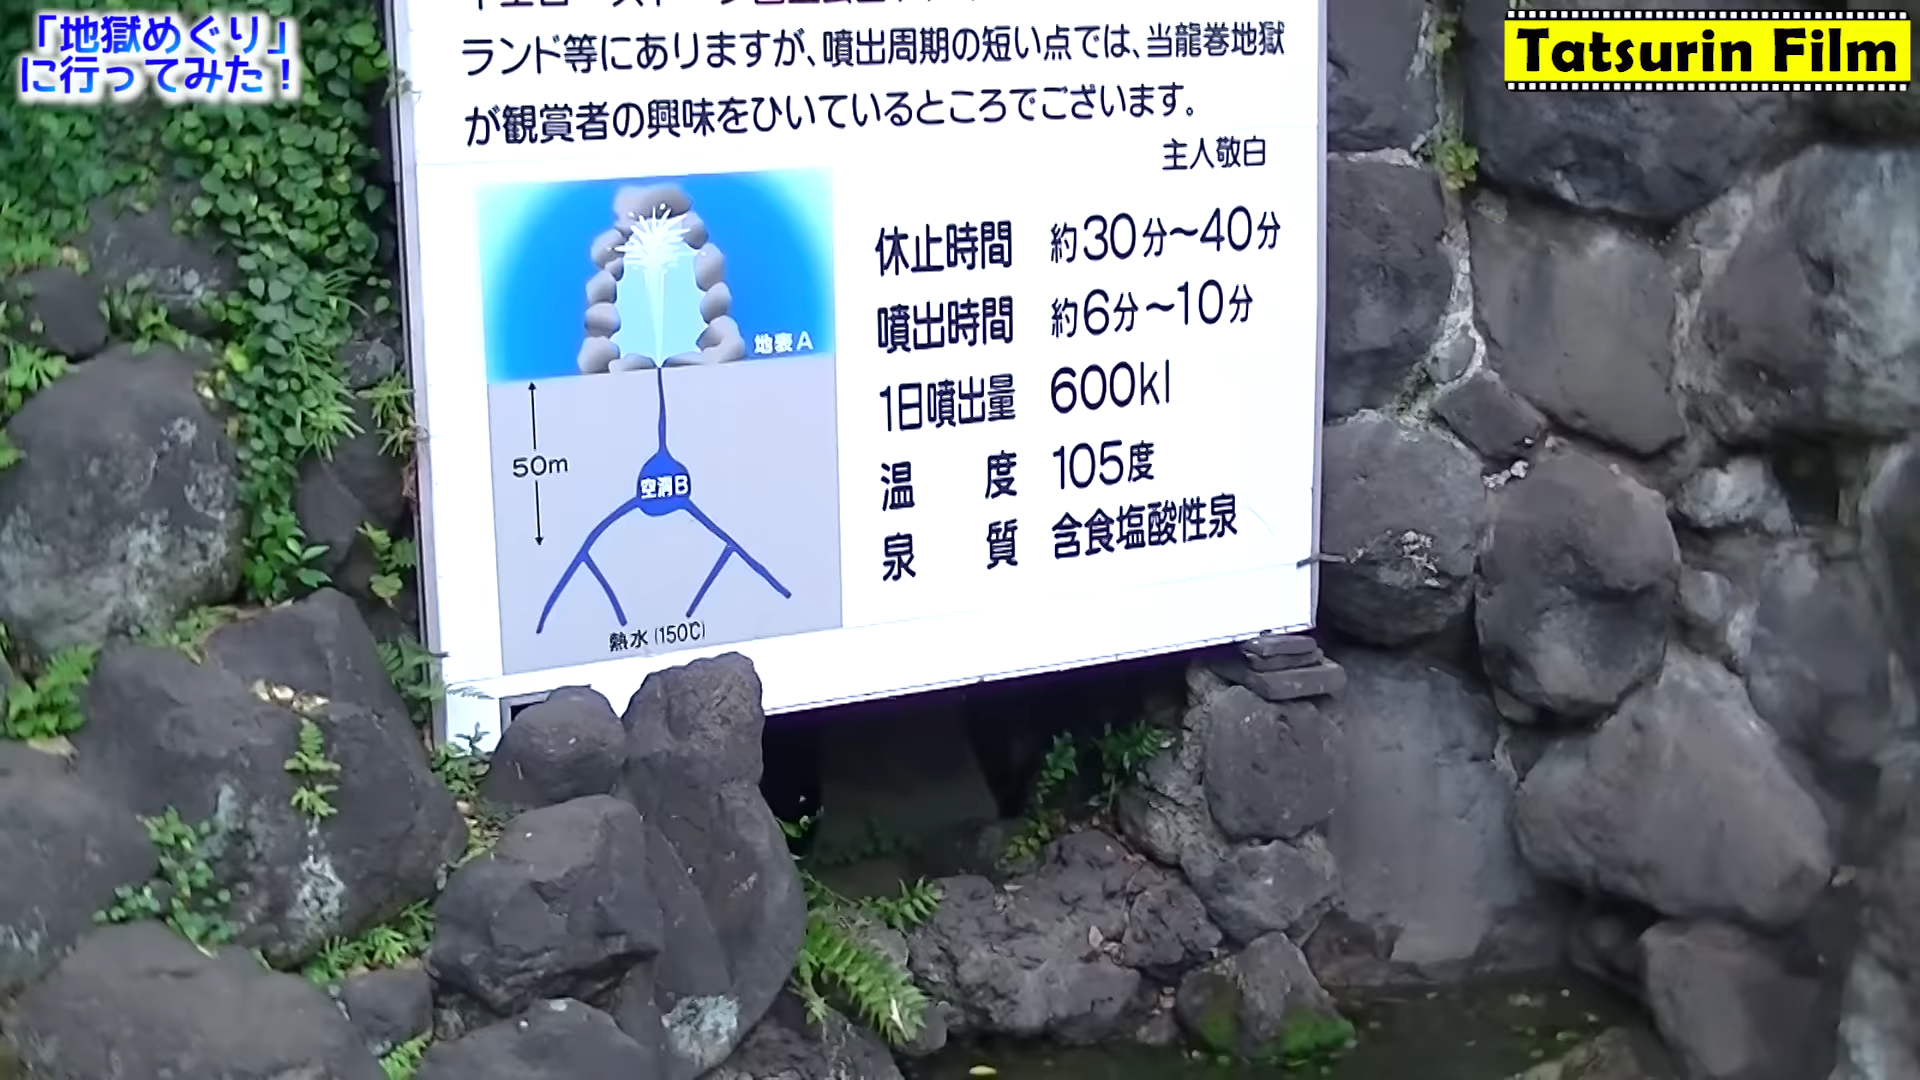 「地獄めぐり」
に行ってみた!
Tatsurin Film
ランド等にありますが、噴出周期の短い点では、当龍巻地獄
が観賞者の興味をひいているところでございます。
主人敬白
地表A
50m
空洞B
熱水(150℃)
休止時間 約30分〜40分
噴出時間 約6分〜10分
1日噴出量 600kl
温度 105度
泉質 含食塩酸性泉